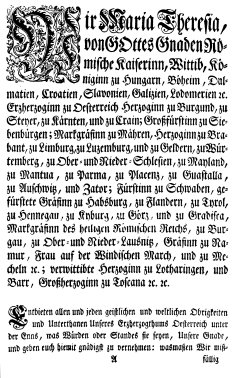 Wir Maria Theresia,
von GOttes Gnaden Rö-
mische Kaiserinn, Wittib, Kö-
niginn zu Hungarn, Böheim, Dal-
matien, Croatien, Slavonien, Galizien, Lodomerien ꝛc.
Erzherzoginn zu Oesterreich Herzoginn zu Burgund, zu
Steyer, zu Kärnten, und zu Crain; Großfürstinn zu Sie-
benbürgen; Markgräfinn zu Mähren, Herzoginn zu Bra-
bant, zu Limburg, zu Luxemburg, und zu Geldern, zu Wür-
temberg, zu Ober- und Nieder-Schlesien, zu Mayland,
zu Mantua, zu Parma, zu Placenz, zu Guastalla,
zu Auschwiz, und Zator; Fürstinn zu Schwaben, ge-
fürstete Gräfinn zu Habsburg, zu Flandern, zu Tyrol,
zu Hennegau, zu Kyburg, zu Görz, und zu Gradisca,
Markgräfinn des heiligen Römischen Reichs, zu Bur-
gau, zu Ober- und Nieder-Lausniz, Gräfinn zu Na-
mur, Frau auf der Windischen March, und zu Me-
cheln ꝛc.; verwittibte Herzoginn zu Lotharingen, und
Barr, Großherzoginn zu Toscana ꝛc. ꝛc.
Entbieten allen und jeden geistlichen und weltlichen Obrigkeiten
und Unterthanen Unseres Erzherzogthums Oesterreich unter
der Enns, was Würden oder Standes sie seyen, Unsere Gnade,
und geben euch hiemit gnädigst zu vernehmen: wasmaßen Wir miß-
A fällig